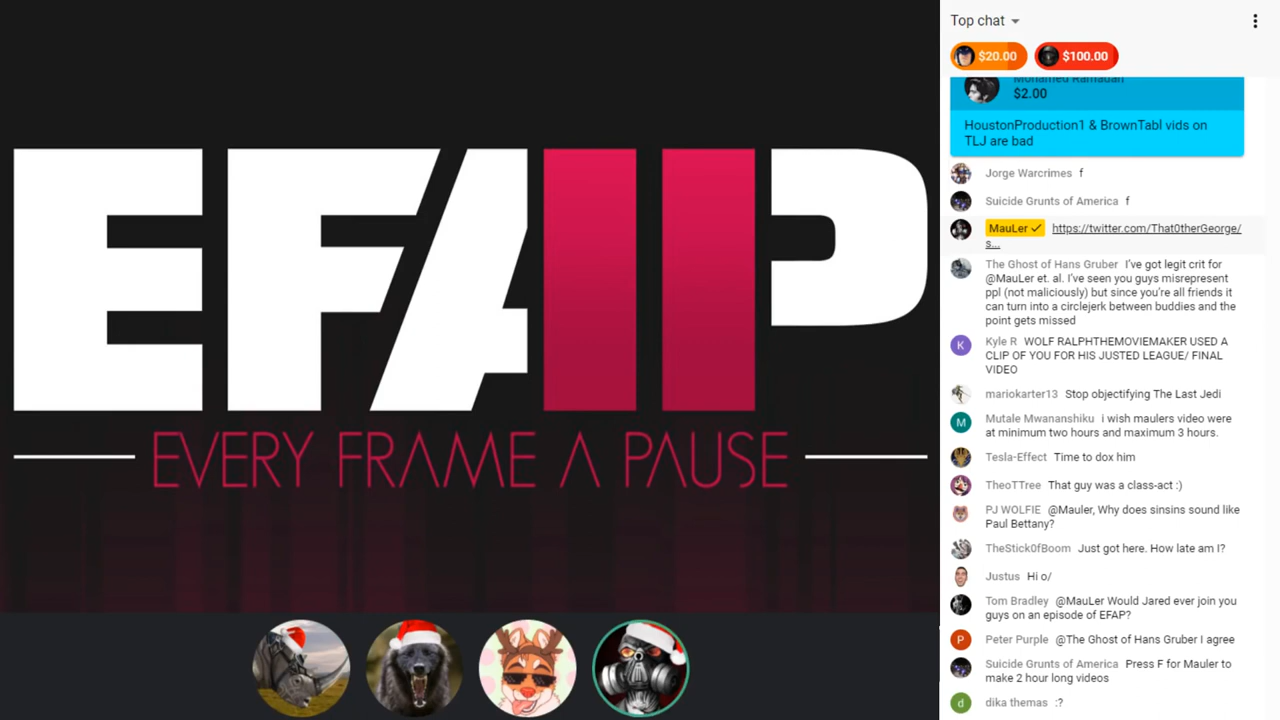 EFAP
EVERY FRAME A PAUSE
Top chat
$20.00 $100.00
Mohamed Ramadan
$2.00
HoustonProduction1 & BrownTabl vids on
TLJ are bad
Jorge Warcrimes f
Suicide Grunts of America f
MauLer https://twitter.com/That0therGeorge/
s...
The Ghost of Hans Gruber I've got legit crit for
@MauLer et. al. I've seen you guys misrepresent
ppl (not maliciously) but since you're all friends it
can turn into a circlejerk between buddies and the
point gets missed
K
Kyle R WOLF RALPHTHEMOVIEMAKER USED A
CLIP OF YOU FOR HIS JUSTED LEAGUE/ FINAL
VIDEO
mariokarter13 Stop objectifying The Last Jedi
M
Mutale Mwananshiku i wish maulers video were
at minimum two hours and maximum 3 hours.
Tesla-Effect Time to dox him
TheoTTree That guy was a class-act :)
PJ WOLFIE @Mauler, Why does sinsins sound like
Paul Bettany?
TheStick0fBoom Just got here. How late am I?
Justus Hi o/
Tom Bradley @MauLer Would Jared ever join you
guys on an episode of EFAP?
P
Peter Purple @The Ghost of Hans Gruber I agree
Suicide Grunts of America Press F for Mauler to
make 2 hour long videos
d
dika themas :?